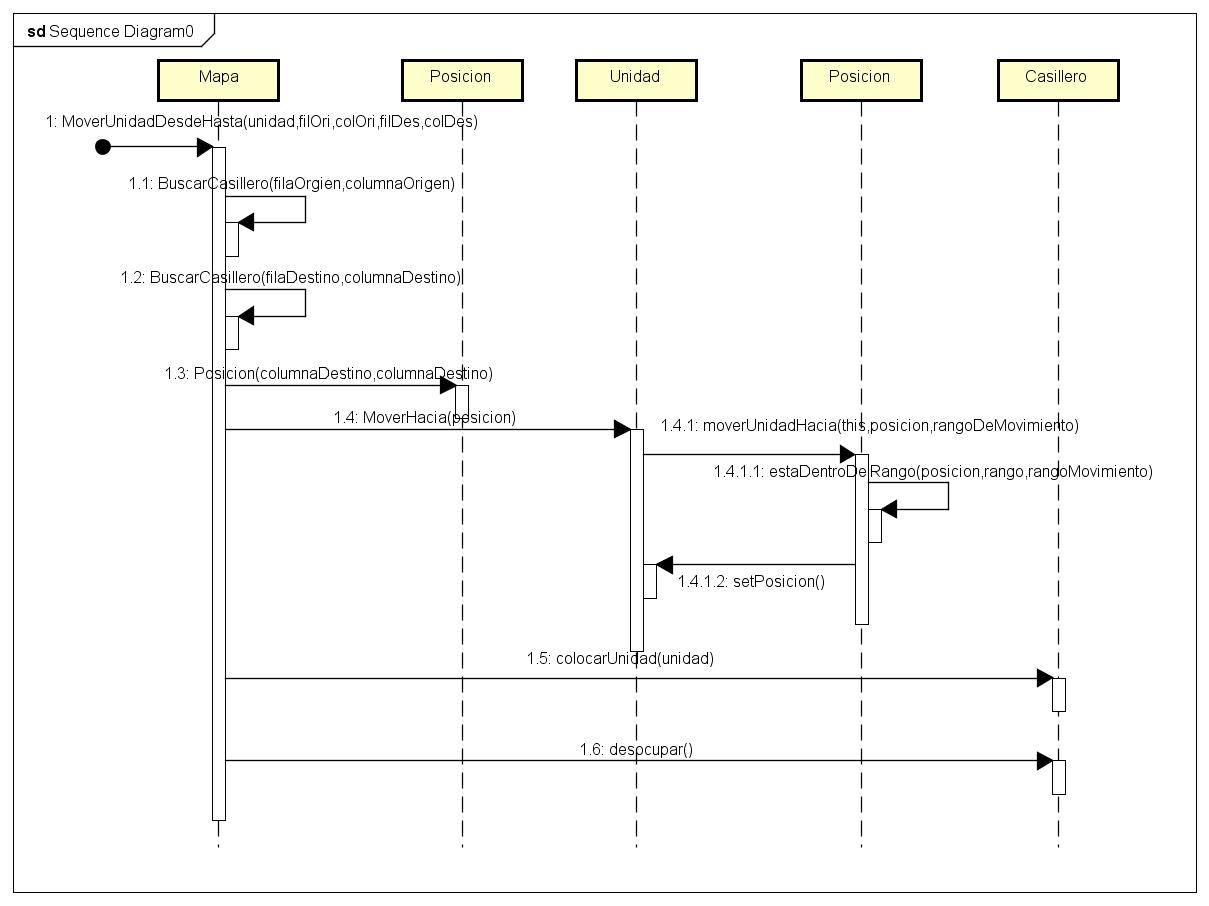 sd Sequence Diagram0
Mapa
Posicion
Unidad
Posicion
Casillero
1: MoverUnidadDesdeHasta(unidad,filOri,colOri,filDes,colDes)
1.1: BuscarCasillero(filaOrgien,columnaOrigen)
1.2: BuscarCasillero(filaDestino,columnaDestino)
1.3: Posicion(columnaDestino,columnaDestino)
1.4: MoverHacia(posicion)
1.4.1: moverUnidadHacia(this,posicion,rangoDeMovimiento)
1.4.1.1: estaDentroDelRango(posicion,rango,rangoMovimiento)
1.4.1.2: setPosicion()
1.5: colocarUnidad(unidad)
1.6: desocupar()